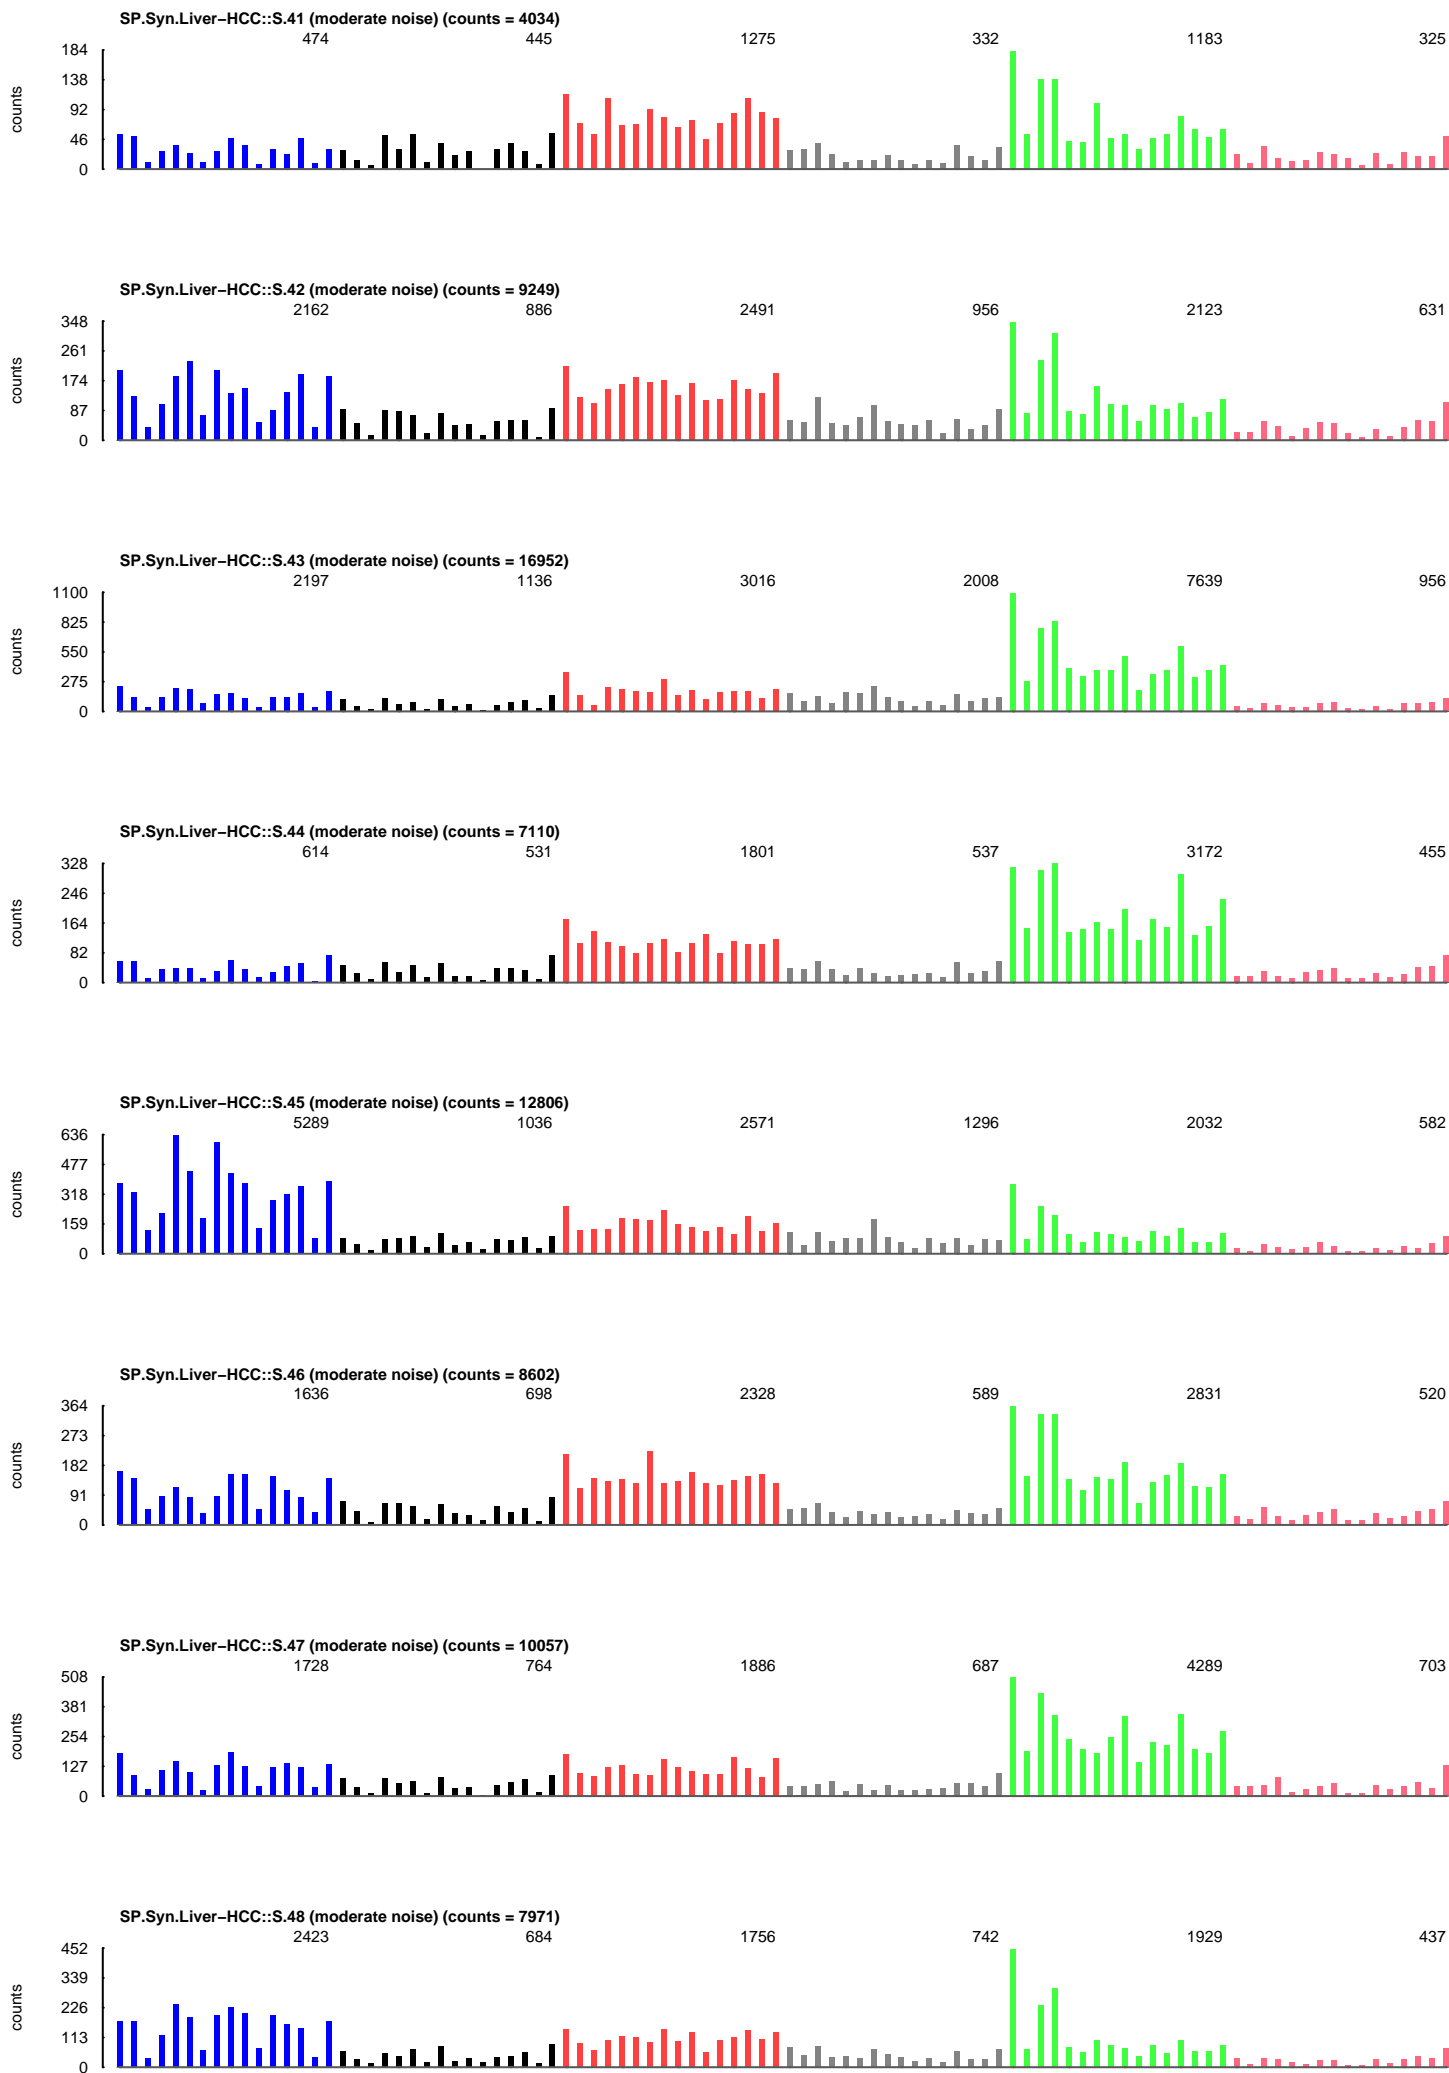 SP.Syn.Liver−HCC::S.41 (moderate noise) (counts = 4034)
474 445 1275 332 1183 325
184
138
92
46
0
counts
SP.Syn.Liver−HCC::S.42 (moderate noise) (counts = 9249)
2162 886 2491 956 2123 631
348
261
174
87
0
counts
SP.Syn.Liver−HCC::S.43 (moderate noise) (counts = 16952)
2197 1136 3016 2008 7639 956
1100
825
550
275
0
counts
SP.Syn.Liver−HCC::S.44 (moderate noise) (counts = 7110)
614 531 1801 537 3172 455
328
246
164
82
0
counts
SP.Syn.Liver−HCC::S.45 (moderate noise) (counts = 12806)
5289 1036 2571 1296 2032 582
636
477
318
159
0
counts
SP.Syn.Liver−HCC::S.46 (moderate noise) (counts = 8602)
1636 698 2328 589 2831 520
364
273
182
91
0
counts
SP.Syn.Liver−HCC::S.47 (moderate noise) (counts = 10057)
1728 764 1886 687 4289 703
508
381
254
127
0
counts
SP.Syn.Liver−HCC::S.48 (moderate noise) (counts = 7971)
2423 684 1756 742 1929 437
452
339
226
113
0
counts